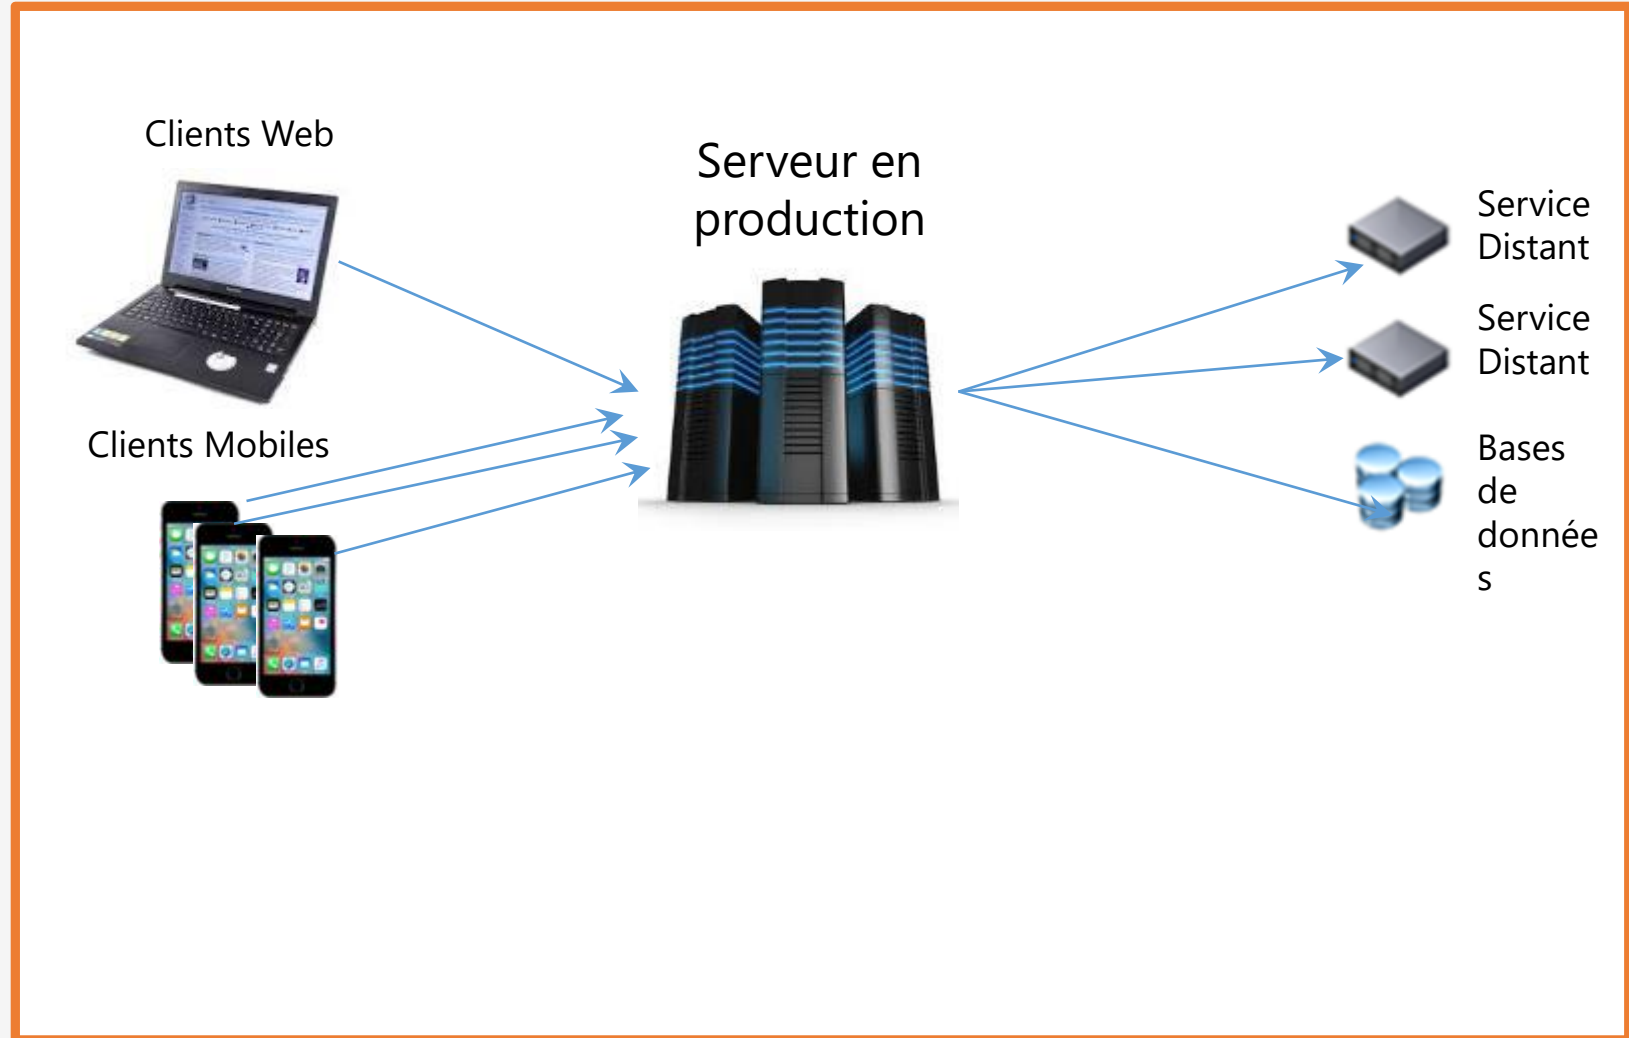 Clients Web
Serveur en
production
Service
Distant
Service
Distant
Clients Mobiles
Bases
de
donnée
s